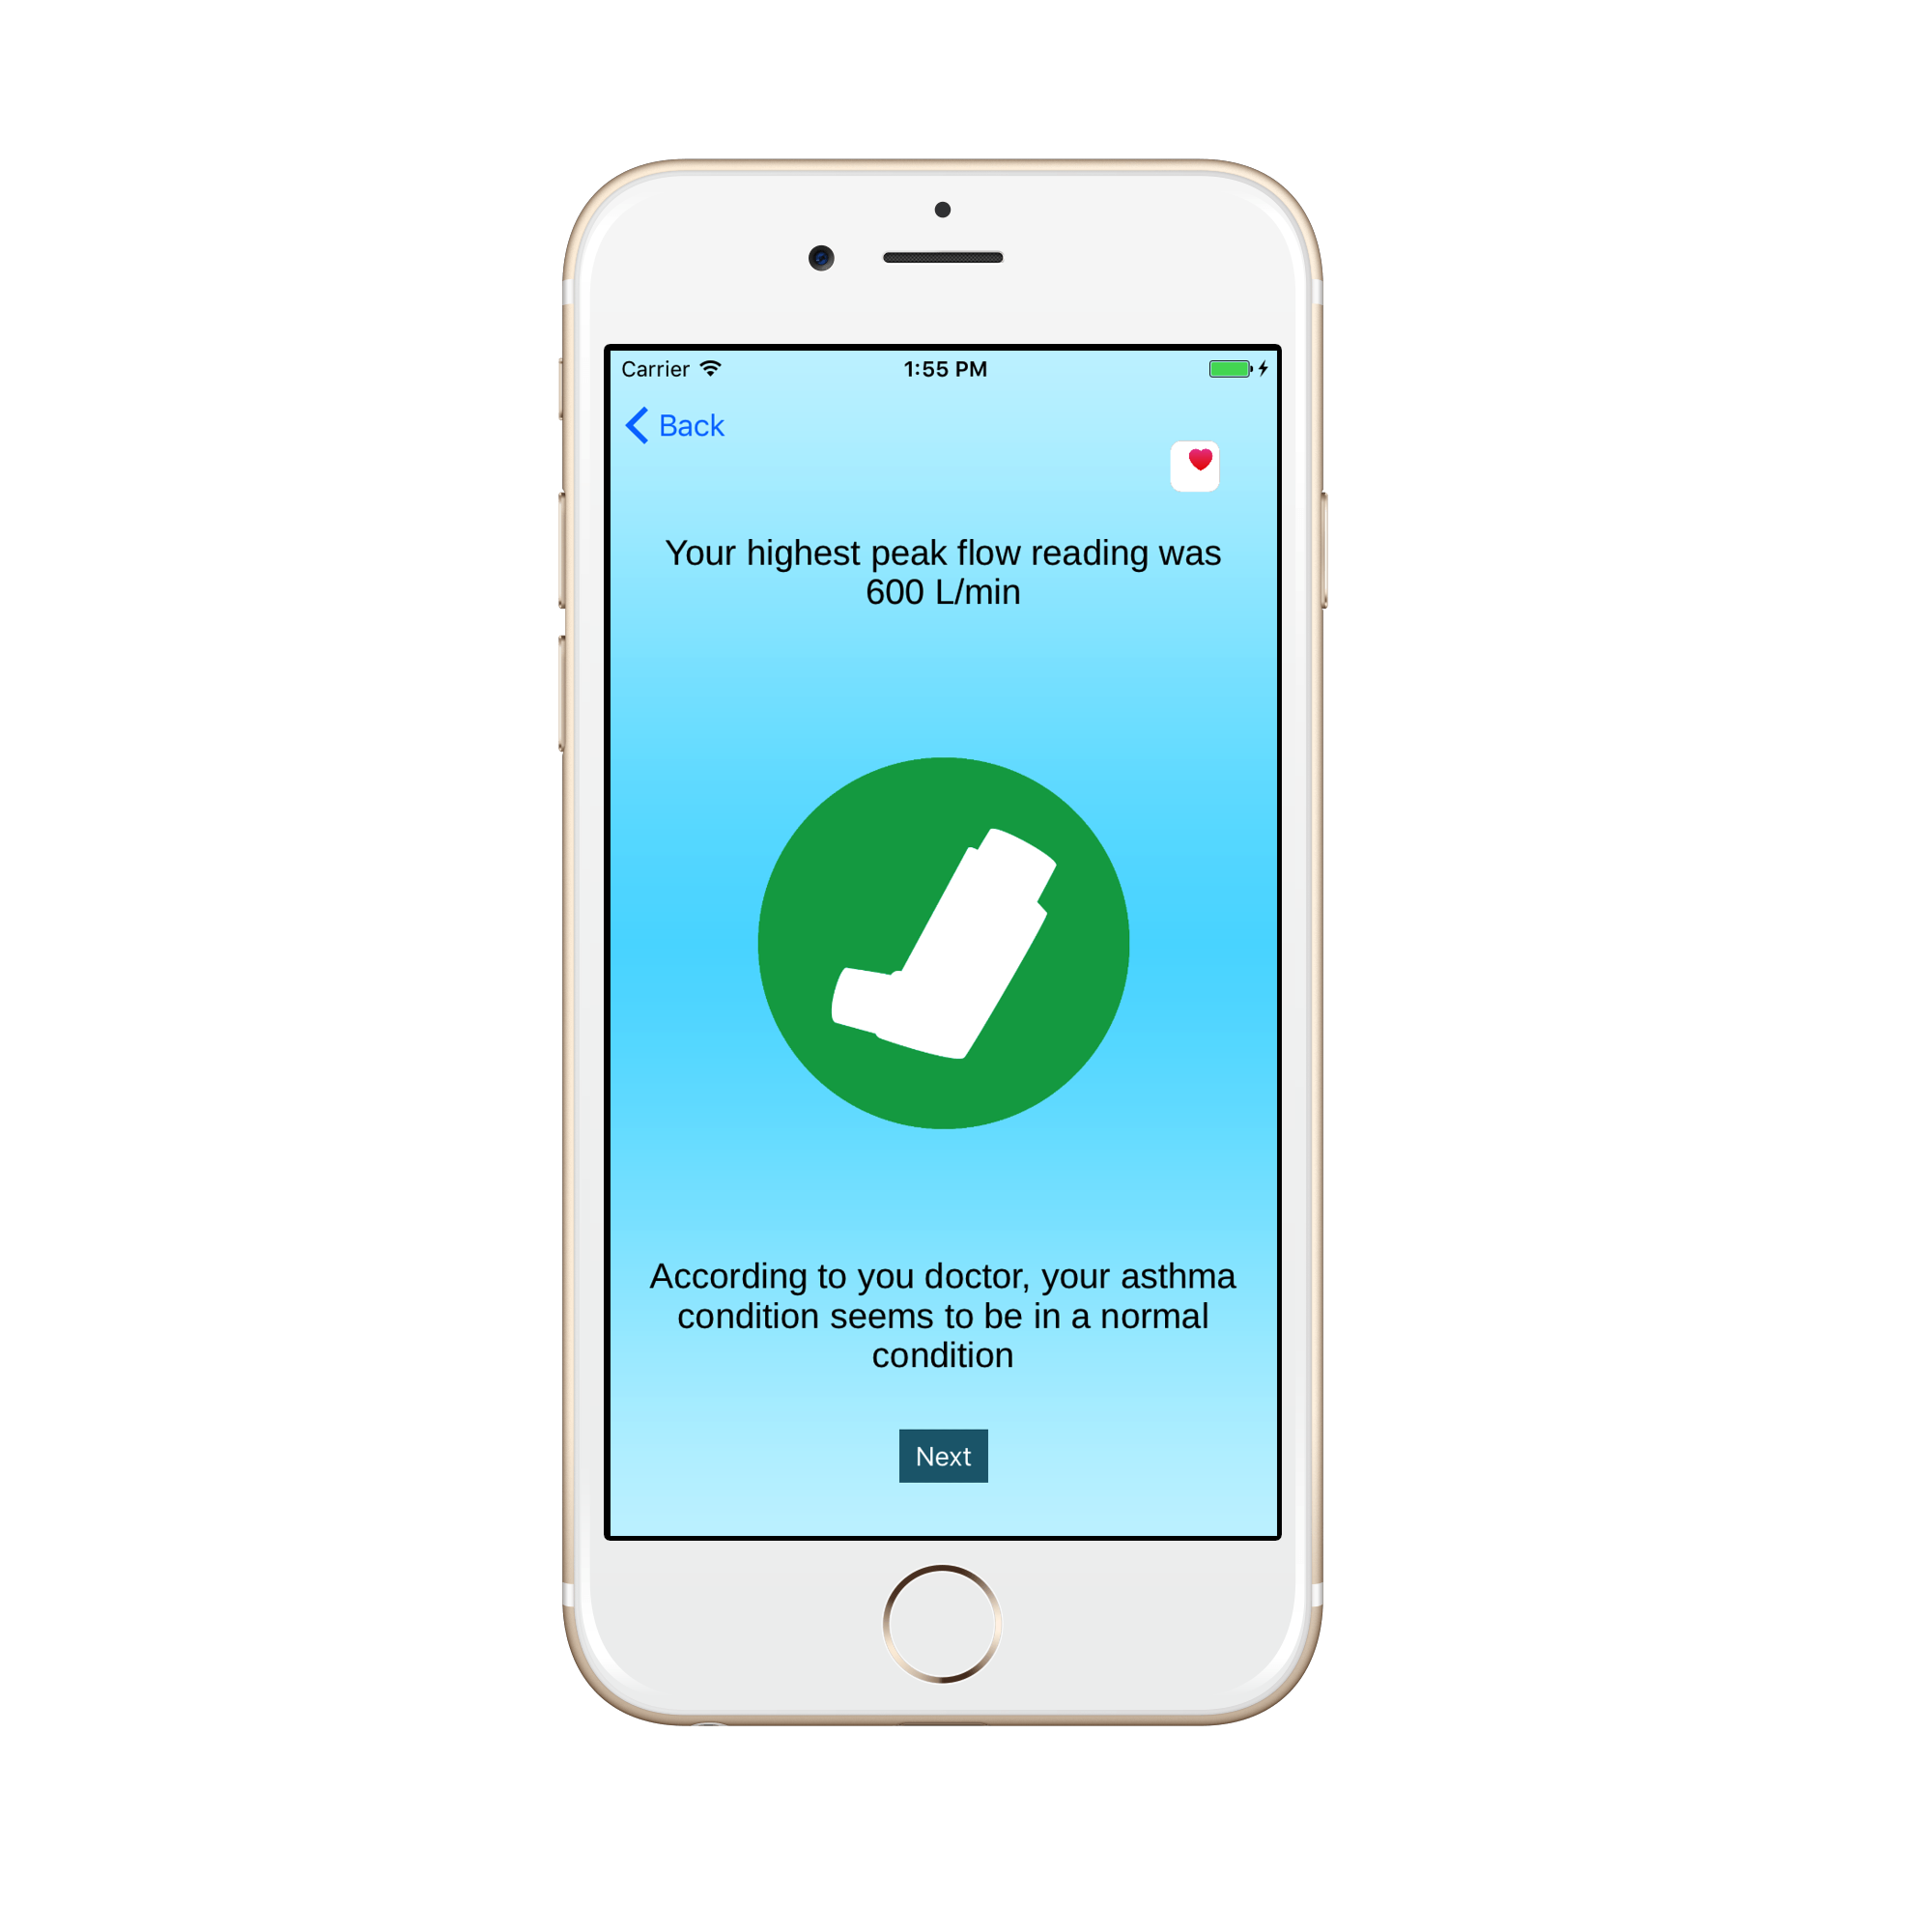 Carrier 1:55 PM
Back
Your highest peak flow reading was
600 L/min
According to you doctor, your asthma
condition seems to be in a normal
condition
Next